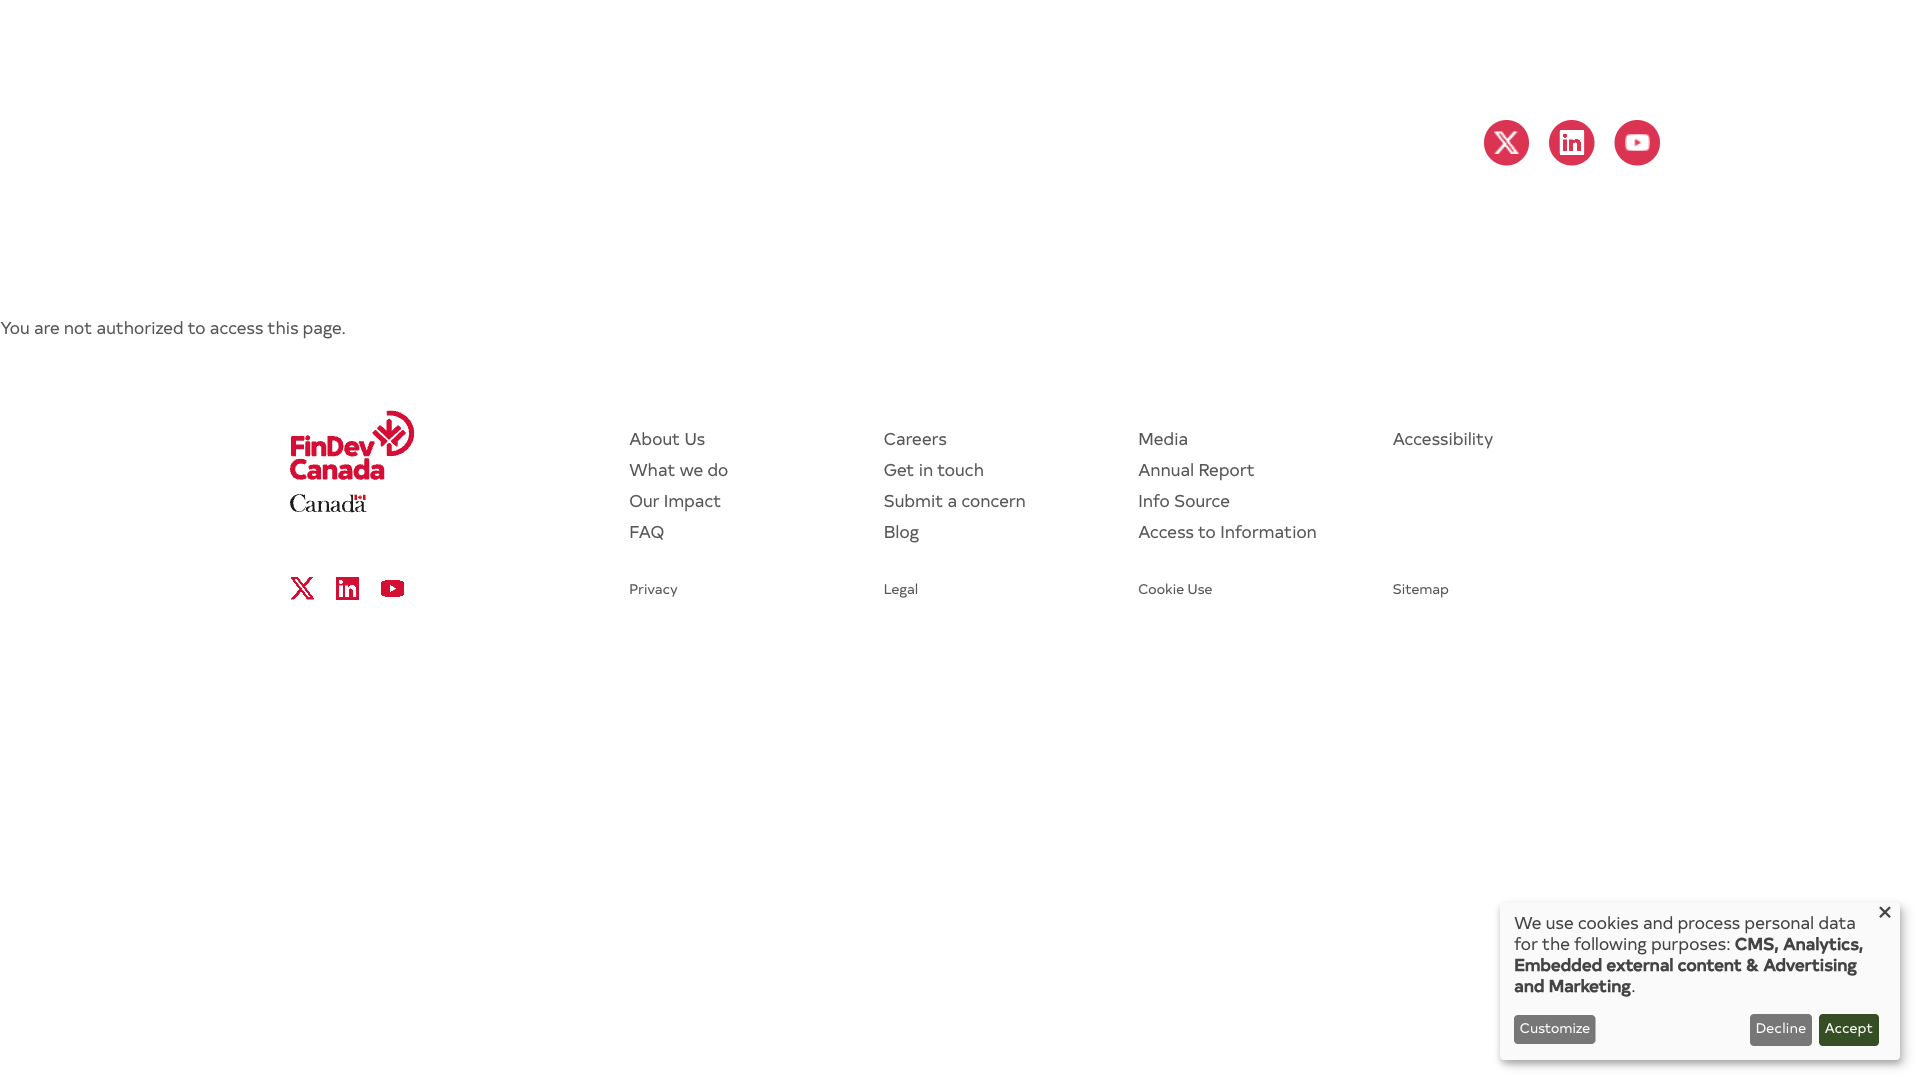 You are not authorized to access this page.
FinDev
Canada
Canada
About Us
What we do
Our Impact
FAQ
Careers
Get in touch
Submit a concern
Blog
Media
Annual Report
Info Source
Access to Information
Accessibility
Privacy
Legal
Cookie Use
Sitemap
We use cookies and process personal data
for the following purposes: CMS, Analytics,
Embedded external content & Advertising
and Marketing.
Customize
Decline
Accept